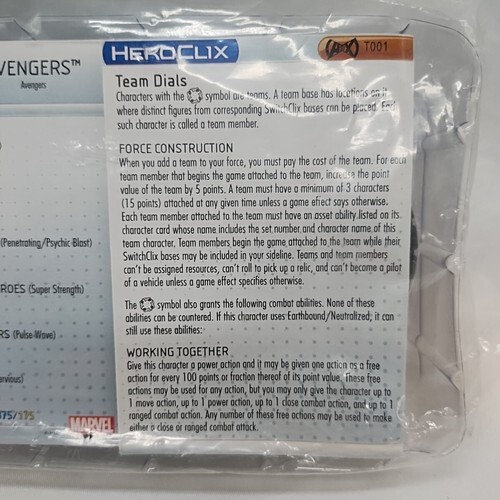 VENGERS™
Avengers
(Penetrating/Psychic Blast)
ROES (Super Strength)
RS (Pulse Wave)
ervious)
175/175
MARVEL
HEROCLIX
AVX T001
Team Dials
Characters with the symbol are teams. A team base has locations on it
where distinct figures from corresponding SwitchClix bases can be placed. Each
such character is called a team member.
FORCE CONSTRUCTION
When you add a team to your force, you must pay the cost of the team. For each
team member that begins the game attached to the team, increase the point
value of the team by 5 points. A team must have a minimum of 3 characters
(15 points) attached at any given time unless a game effect says otherwise.
Each team member attached to the team must have an asset ability listed on its
character card whose name includes the set number and character name of this
team character. Team members begin the game attached to the team while their
SwitchClix bases may be included in your sideline. Teams and team members
can't be assigned resources, can't roll to pick up a relic, and can't become a pilot
of a vehicle unless a game effect specifies otherwise.
The symbol also grants the following combat abilities. None of these
abilities can be countered. If this character uses Earthbound/Neutralized, it can
still use these abilities:
WORKING TOGETHER
Give this character a power action and it may be given one action as a free
action for every 100 points or fraction thereof of its point value. These free
actions may be used for any action, but you may only give the character up to
1 move action, up to 1 power action, up to 1 close combat action, and up to 1
ranged combat action. Any number of these free actions may be used to make
either a close or ranged combat attack.